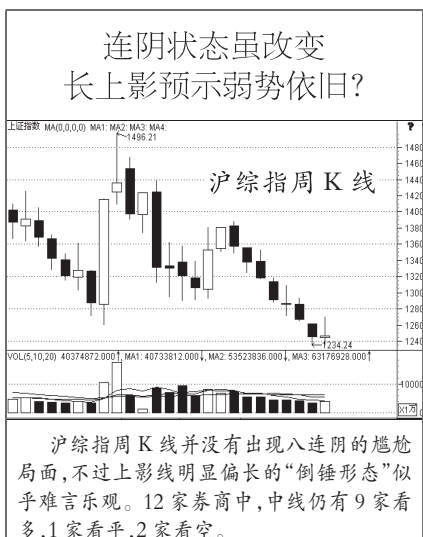 连阴状态虽改变
长上影预示弱势依旧？
上证指数 MA(0,0,0,0) MA1: MA2: MA3: MA4:
?
1496.21
沪综指周 K 线
1480
1460
1440
1420
1400
1380
1360
1340
1320
1300
1280
1260
1240
1234.24
VOL(5,10,20) 40374872.000↑, MA1: 40733812.000↓, MA2: 53523836.000↓, MA3: 63176928.000↑
10000
X1万
沪综指周 K 线并没有出现八连阴的尴尬
局面，不过上影线明显偏长的“倒锤形态”似
乎难言乐观。12 家券商中，中线仍有 9 家看
多，1 家看平，2 家看空。